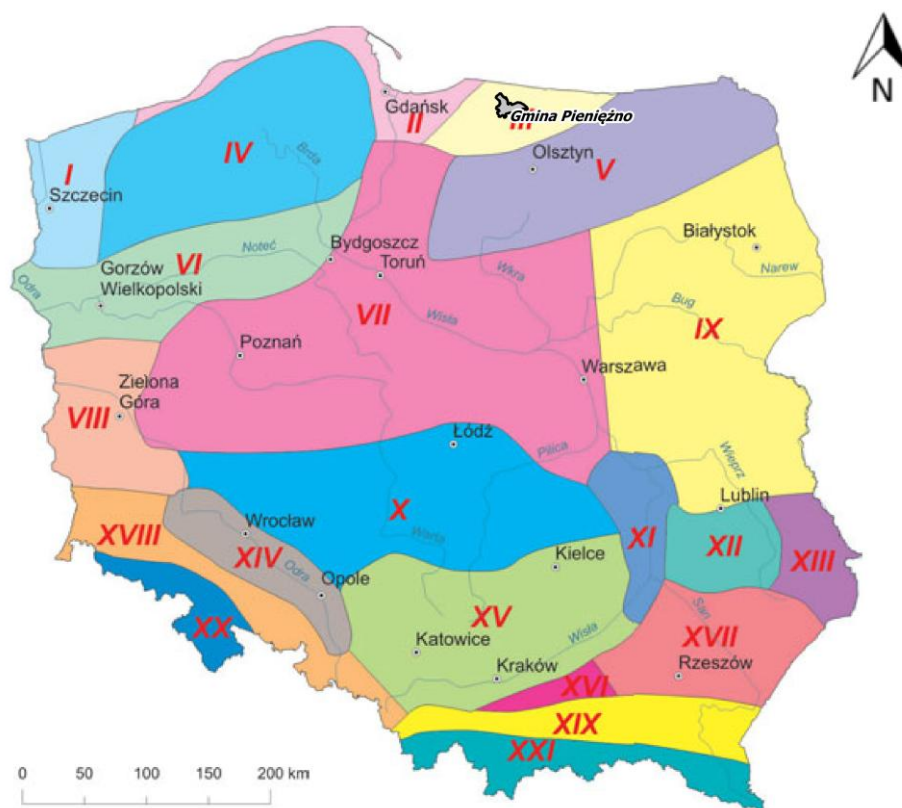 N
Gdańsk
II
Gmina Pieniężno
III
IV
Brda
Olsztyn
V
I
Szczecin
Białystok
Narew
Bydgoszcz
Noteć
VI
Toruń
Wkra
Gorzów
Wielkopolski
Odra
Bug
IX
VII
Wisła
Poznań
Warszawa
Zielona
Góra
VIII
Łódź
Pilica
Wieprz
Lublin
X
Warta
Wrocław
XVIII
XIV
Odra
Opole
Kielce
XI
XII
XIII
XX
XV
Wisła
San
XVII
Katowice
Kraków
Rzeszów
XVI
XIX
XXI
0 50 100 150 200 km